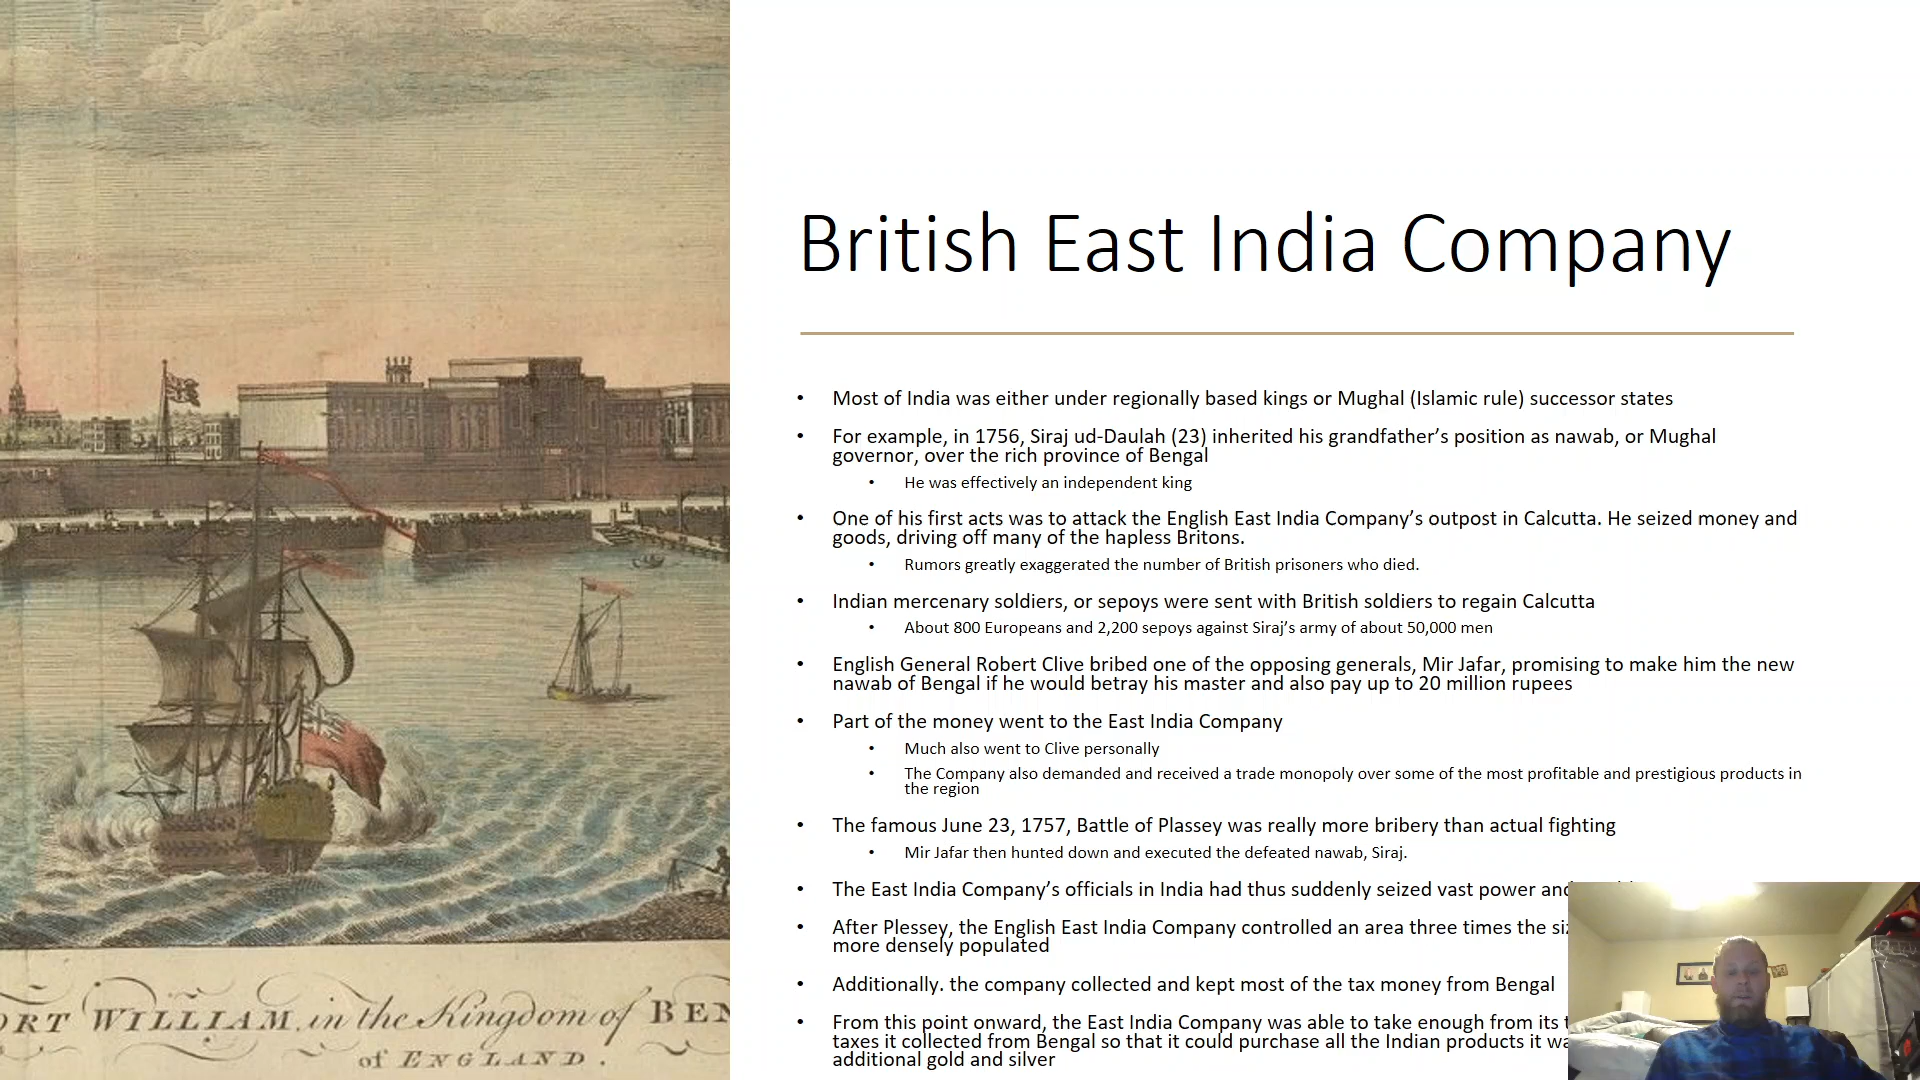 British East India Company
• Most of India was either under regionally based kings or Mughal (Islamic rule) successor states
• For example, in 1756, Siraj ud-Daulah (23) inherited his grandfather’s position as nawab, or Mughal
governor, over the rich province of Bengal
• He was effectively an independent king
• One of his first acts was to attack the English East India Company’s outpost in Calcutta. He seized money and
goods, driving off many of the hapless Britons.
• Rumors greatly exaggerated the number of British prisoners who died.
• Indian mercenary soldiers, or sepoys were sent with British soldiers to regain Calcutta
• About 800 Europeans and 2,200 sepoys against Siraj’s army of about 50,000 men
• English General Robert Clive bribed one of the opposing generals, Mir Jafar, promising to make him the new
nawab of Bengal if he would betray his master and also pay up to 20 million rupees
• Part of the money went to the East India Company
• Much also went to Clive personally
• The Company also demanded and received a trade monopoly over some of the most profitable and prestigious products in
the region
• The famous June 23, 1757, Battle of Plassey was really more bribery than actual fighting
• Mir Jafar then hunted down and executed the defeated nawab, Siraj.
• The East India Company’s officials in India had thus suddenly seized vast power and
• After Plessey, the English East India Company controlled an area three times the
more densely populated
• Additionally. the company collected and kept most of the tax money from Bengal
• From this point onward, the East India Company was able to take enough from its
taxes it collected from Bengal so that it could purchase all the Indian products it
additional gold and silver
ORT WILLIAM, in the Kingdom of BEN
of ENGLAND.